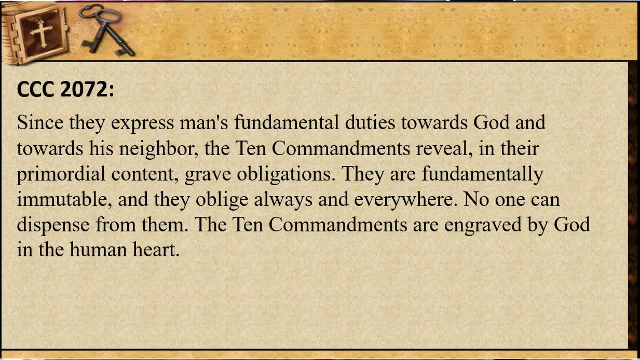 CCC 2072:
Since they express man's fundamental duties towards God and
towards his neighbor, the Ten Commandments reveal, in their
primordial content, grave obligations. They are fundamentally
immutable, and they oblige always and everywhere. No one can
dispense from them. The Ten Commandments are engraved by God
in the human heart.